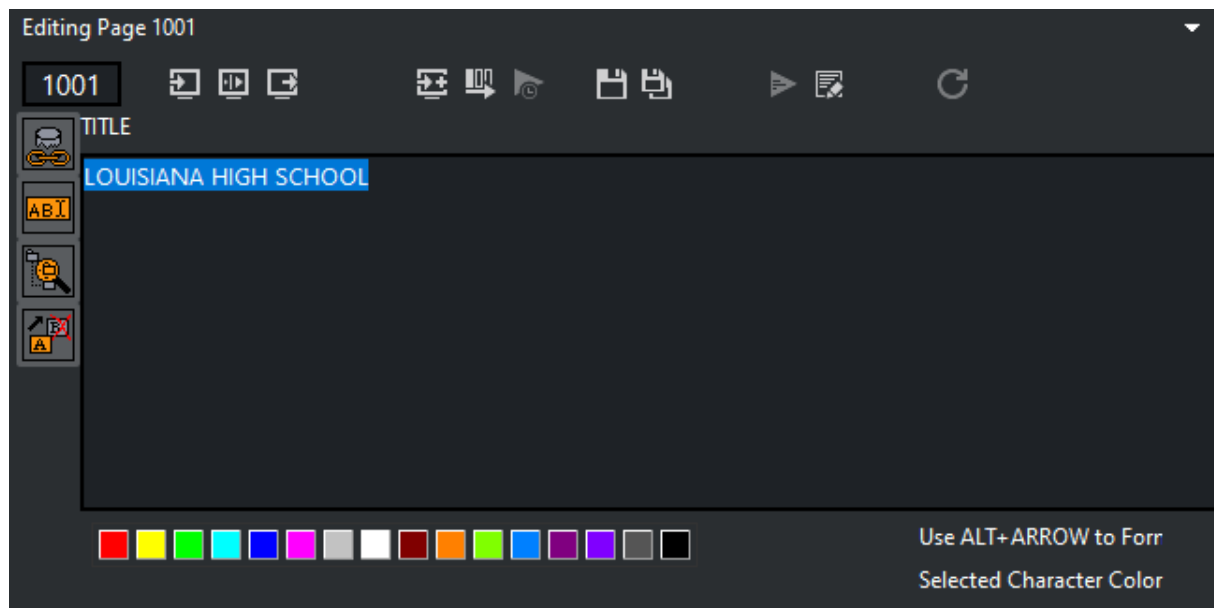 Editing Page 1001
1001
TITLE
LOUISIANA HIGH SCHOOL
ABI
B
A
Use ALT+ARROW to Forr
Selected Character Color